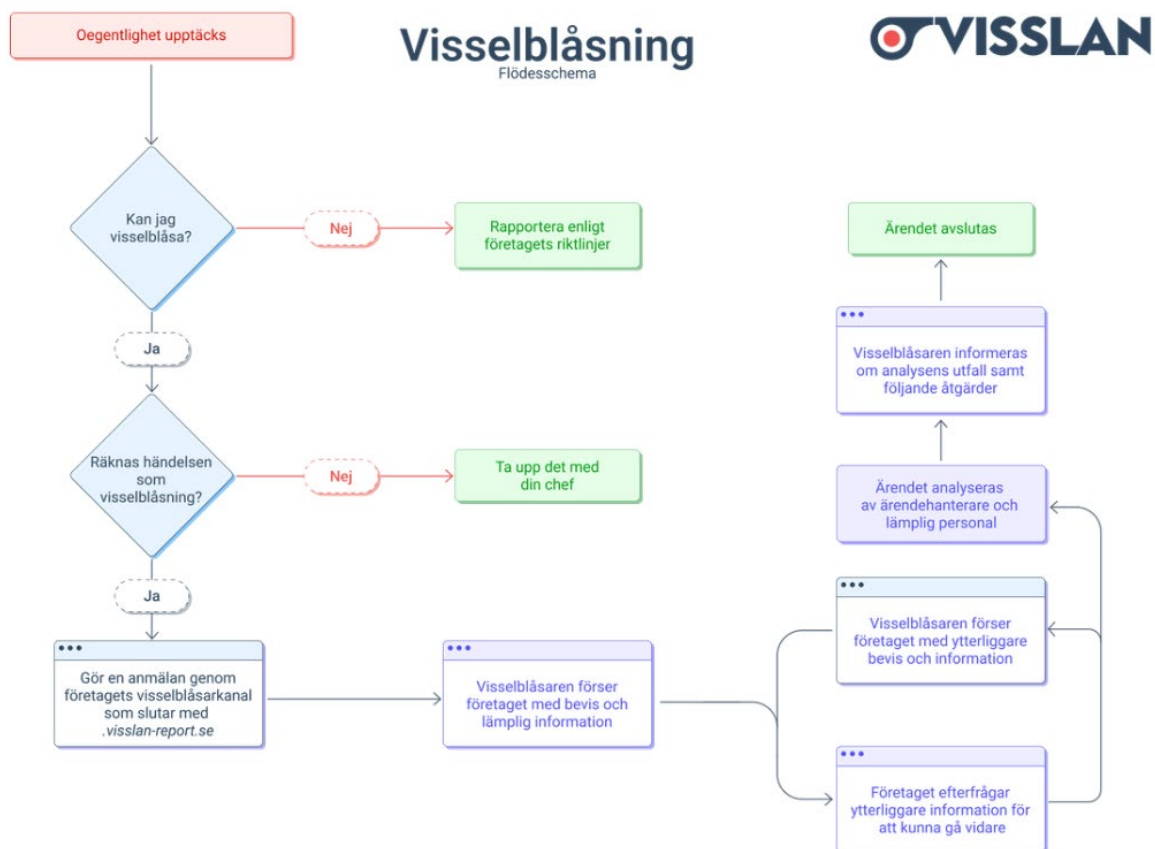 Oegentlighet upptäcks
Visselblåsning
Flödesschema
VISSLAN
Kan jag
visselblåsa?
Nej
Rapportera enligt
företagets riktlinjer
Ja
Räknas händelsen
som
visselblåsning?
Nej
Ta upp det med
din chef
Ja
Gör en anmälan genom
företagets visselblåsarkanal
som slutar med
.visslan-report.se
Visselblåsaren förser
företaget med bevis och
lämplig information
Företaget efterfrågar
ytterliggare information för
att kunna gå vidare
Visselblåsaren förser
företaget med ytterliggare
bevis och information
Ärendet analyseras
av ärendehanterare och
lämplig personal
Visselblåsaren informeras
om analysens utfall samt
följande åtgärder
Ärendet avslutas